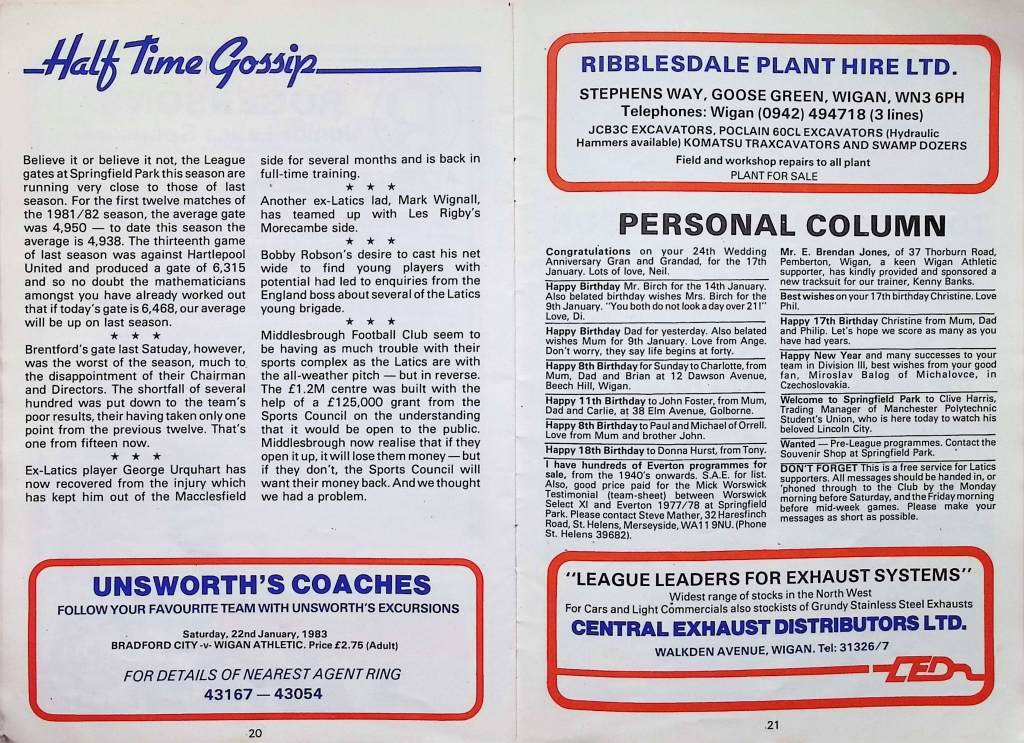 Half Time Gossip
Believe it or believe it not, the League
gates at Springfield Park this season are
running very close to those of last
season. For the first twelve matches of
the 1981/82 season, the average gate
was 4,950 — to date this season the
average is 4,938. The thirteenth game
of last season was against Hartlepool
United and produced a gate of 6,315
and so no doubt the mathematicians
amongst you have already worked out
that if today's gate is 6,468, our average
will be up on last season.
★ ★ ★
Brentford's gate last Satuday, however,
was the worst of the season, much to
the disappointment of their Chairman
and Directors. The shortfall of several
hundred was put down to the team's
poor results, their having taken only one
point from the previous twelve. That's
one from fifteen now.
★ ★ ★
Ex-Latics player George Urquhart has
now recovered from the injury which
has kept him out of the Macclesfield
side for several months and is back in
full-time training.
★ ★ ★
Another ex-Latics lad, Mark Wignall,
has teamed up with Les Rigby's
Morecambe side.
★ ★ ★
Bobby Robson's desire to cast his net
wide to find young players with
potential had led to enquiries from the
England boss about several of the Latics
young brigade.
★ ★ ★
Middlesbrough Football Club seem to
be having as much trouble with their
sports complex as the Latics are with
the all-weather pitch — but in reverse.
The £1.2M centre was built with the
help of a £125,000 grant from the
Sports Council on the understanding
that it would be open to the public.
Middlesbrough now realise that if they
open it up, it will lose them money — but
if they don't, the Sports Council will
want their money back. And we thought
we had a problem.
UNSWORTH'S COACHES
FOLLOW YOUR FAVOURITE TEAM WITH UNSWORTH'S EXCURSIONS
Saturday, 22nd January, 1983
BRADFORD CITY -v- WIGAN ATHLETIC. Price £2.75 (Adult)
FOR DETAILS OF NEAREST AGENT RING
43167 — 43054
20
RIBBLESDALE PLANT HIRE LTD.
STEPHENS WAY, GOOSE GREEN, WIGAN, WN3 6PH
Telephones: Wigan (0942) 494718 (3 lines)
JCB3C EXCAVATORS, POCLAIN 60CL EXCAVATORS (Hydraulic
Hammers available) KOMATSU TRAXCAVATORS AND SWAMP DOZERS
Field and workshop repairs to all plant
PLANT FOR SALE
PERSONAL COLUMN
Congratulations on your 24th Wedding
Anniversary Gran and Grandad, for the 17th
January. Lots of love, Neil.
Happy Birthday Mr. Birch for the 14th January.
Also belated birthday wishes Mrs. Birch for the
9th January. "You both do not look a day over 21!"
Love, Di.
Happy Birthday Dad for yesterday. Also belated
wishes Mum for 9th January. Love from Ange.
Don't worry, they say life begins at forty.
Happy 8th Birthday for Sunday to Charlotte, from
Mum, Dad and Brian at 12 Dawson Avenue,
Beech Hill, Wigan.
Happy 11th Birthday to John Foster, from Mum,
Dad and Carlie, at 38 Elm Avenue, Golborne.
Happy 8th Birthday to Paul and Michael of Orrell.
Love from Mum and brother John.
Happy 18th Birthday to Donna Hurst, from Tony.
I have hundreds of Everton programmes for
sale, from the 1940's onwards. S.A.E. for list.
Also, good price paid for the Mick Worswick
Testimonial (team-sheet) between Worswick
Select XI and Everton 1977/78 at Springfield
Park. Please contact Steve Mather, 32 Haresfinch
Road, St. Helens, Merseyside, WA11 9NU. (Phone
St. Helens 39682).
Mr. E. Brendan Jones, of 37 Thorburn Road,
Pemberton, Wigan, a keen Wigan Athletic
supporter, has kindly provided and sponsored a
new tracksuit for our trainer, Kenny Banks.
Best wishes on your 17th birthday Christine. Love
Phil.
Happy 17th Birthday Christine from Mum, Dad
and Philip. Let's hope we score as many as you
have had years.
Happy New Year and many successes to your
team in Division III, best wishes from your good
fan, Miroslav Balog of Michalovce, in
Czechoslovakia.
Welcome to Springfield Park to Clive Harris,
Trading Manager of Manchester Polytechnic
Student's Union, who is here today to watch his
beloved Lincoln City.
Wanted — Pre-League programmes. Contact the
Souvenir Shop at Springfield Park.
DON'T FORGET This is a free service for Latics
supporters. All messages should be handed in, or
'phoned through to the Club by the Monday
morning before Saturday, and the Friday morning
before mid-week games. Please make your
messages as short as possible.
"LEAGUE LEADERS FOR EXHAUST SYSTEMS"
Widest range of stocks in the North West
For Cars and Light Commercials also stockists of Grundy Stainless Steel Exhausts
CENTRAL EXHAUST DISTRIBUTORS LTD.
WALKDEN AVENUE, WIGAN. Tel: 31326/7
CED
21